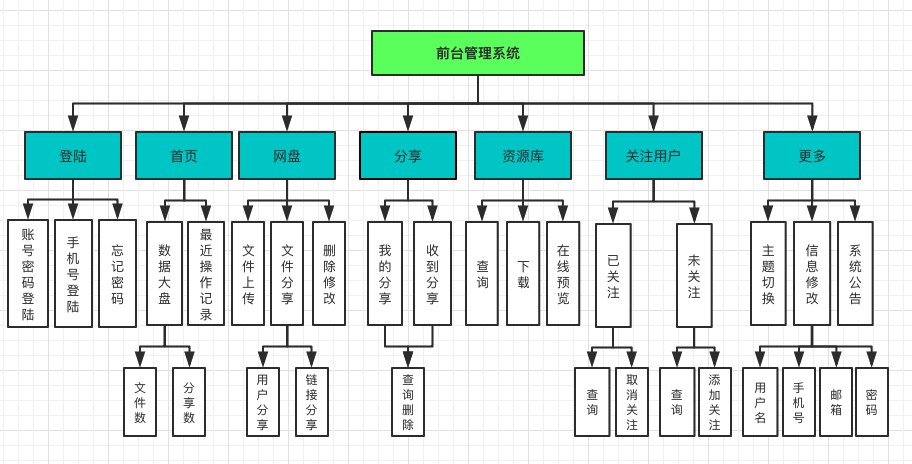 前台管理系统
登陆
首页
网盘
分享
资源库
关注用户
更多
账号密码登陆
手机号登陆
忘记密码
数据大盘
最近操作记录
文件上传
文件分享
删除修改
我的分享
收到分享
查询
下载
在线预览
已关注
未关注
主题切换
信息修改
系统公告
文件数
分享数
用户分享
链接分享
查询删除
查询
取消关注
查询
添加关注
用户名
手机号
邮箱
密码